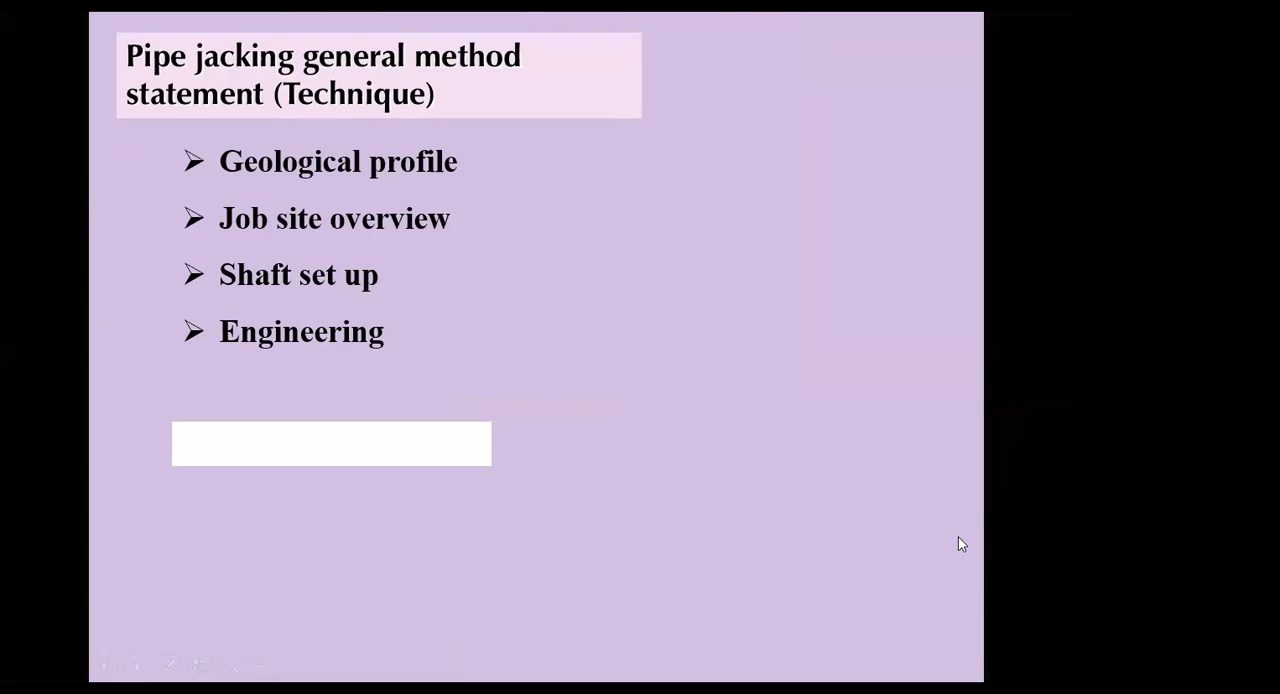 Pipe jacking general method
statement (Technique)
➢ Geological profile
➢ Job site overview
➢ Shaft set up
➢ Engineering